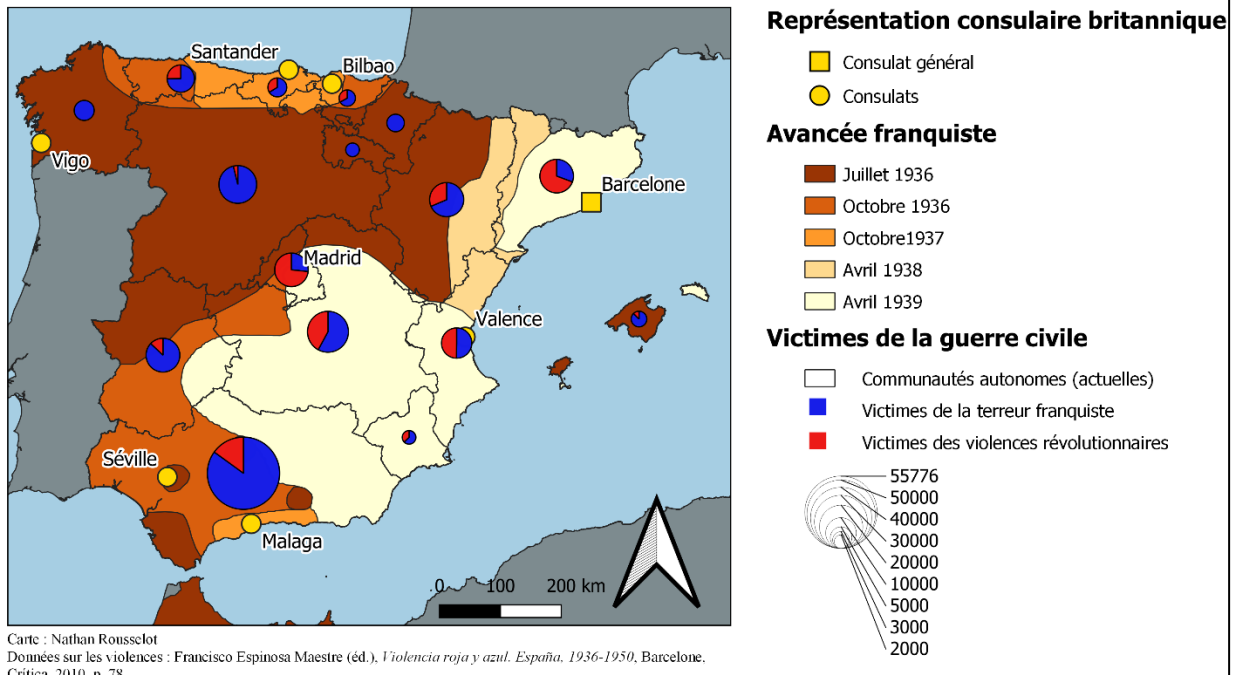 Santander
Bilbao
Vigo
Barcelone
Madrid
Valence
Séville
Malaga
0 100 200 km
Représentation consulaire britannique
Consulat général
Consulats
Avancée franquiste
Juillet 1936
Octobre 1936
Octobre1937
Avril 1938
Avril 1939
Victimes de la guerre civile
Communautés autonomes (actuelles)
Victimes de la terreur franquiste
Victimes des violences révolutionnaires
55776
50000
40000
30000
20000
10000
5000
3000
2000
Carte : Nathan Rousselot
Données sur les violences : Francisco Espinosa Maestre (éd.), Violencia roja y azul. España, 1936-1950, Barcelone,
Crítica, 2010, p. 78